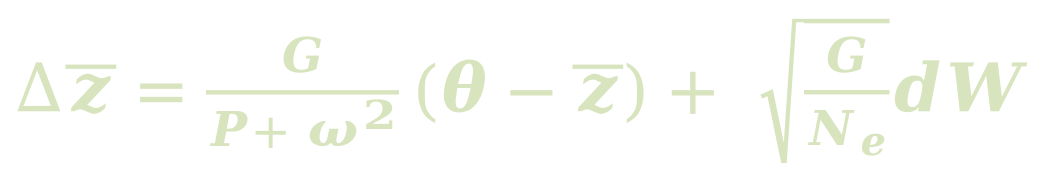 Δz̅ = G/(P + ω²) (θ − z̅) + √(G/Nₑ) dW